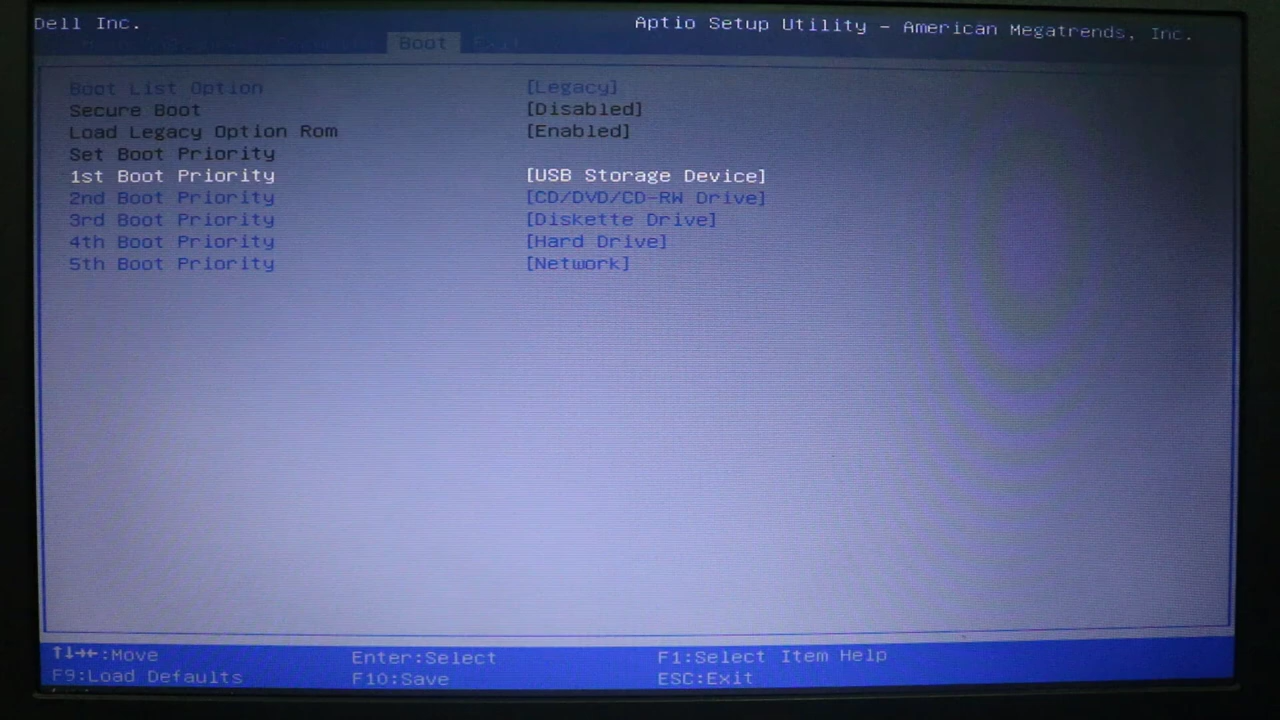 Dell Inc.
Aptio Setup Utility - American Megatrends, Inc.
Boot Exit
Boot List Option [Legacy]
Secure Boot [Disabled]
Load Legacy Option Rom [Enabled]
Set Boot Priority
1st Boot Priority [USB Storage Device]
2nd Boot Priority [CD/DVD/CD-RW Drive]
3rd Boot Priority [Diskette Drive]
4th Boot Priority [Hard Drive]
5th Boot Priority [Network]
↑↓→←:Move Enter:Select F1:Select Item Help
F9:Load Defaults F10:Save ESC:Exit